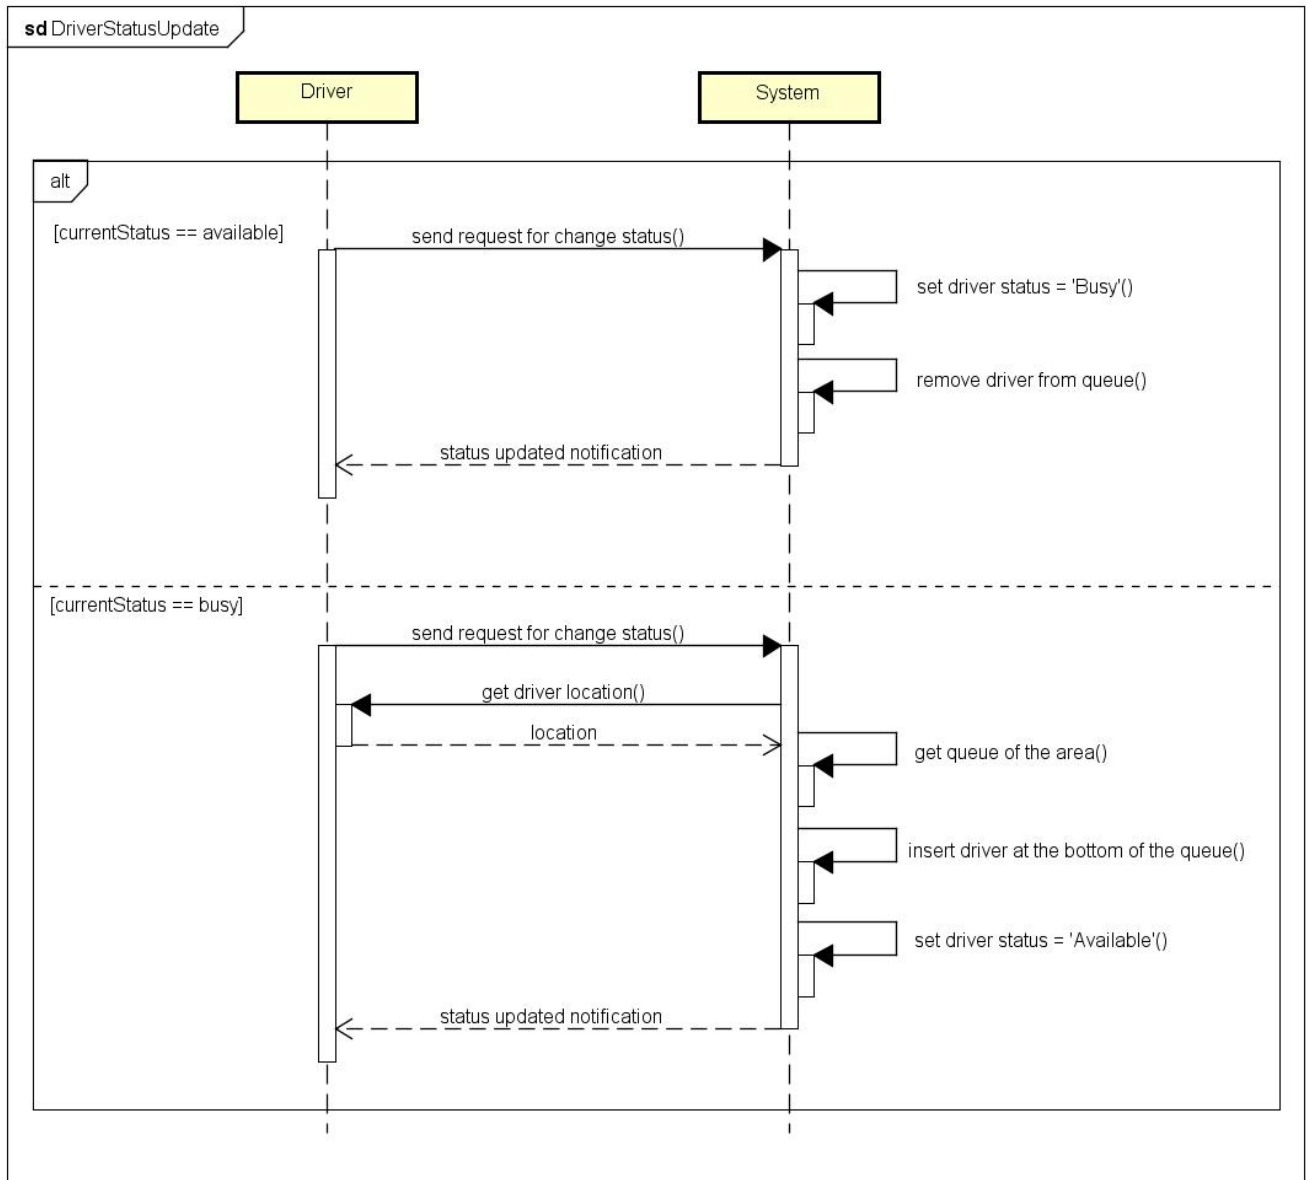 sd DriverStatusUpdate
Driver
System
alt
[currentStatus == available]
send request for change status()
set driver status = 'Busy'()
remove driver from queue()
status updated notification
[currentStatus == busy]
send request for change status()
get driver location()
location
get queue of the area()
insert driver at the bottom of the queue()
set driver status = 'Available'()
status updated notification